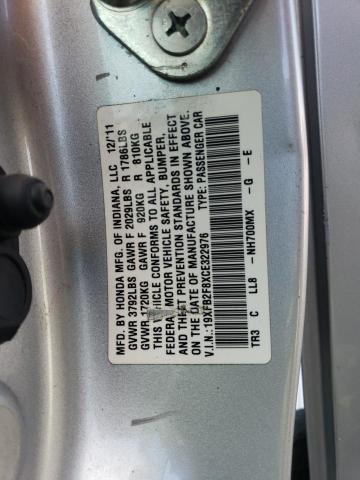 MFD. BY HONDA MFG. OF INDIANA, LLC 12/'11
GVWR 3792LBS GAWR F 2029LBS R 1786LBS
GVWR 1720KG GAWR F 920KG R 810KG
THIS VEHICLE CONFORMS TO ALL APPLICABLE
FEDERAL MOTOR VEHICLE SAFETY, BUMPER,
AND THEFT PREVENTION STANDARDS IN EFFECT
ON THE DATE OF MANUFACTURE SHOWN ABOVE.
V.I.N.: 19XFB2F8XCE322976 TYPE: PASSENGER CAR
TR3 C LL8 -NH700MX - G - E